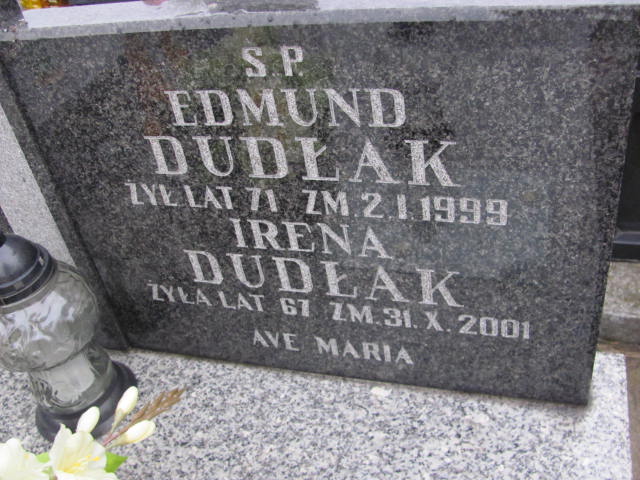 S.P.
EDMUND
DUDŁAK
ŻYŁ LAT 71 ZM. 2.I.1999
IRENA
DUDŁAK
ŻYŁA LAT 67 ZM. 31.X.2001
AVE MARIA